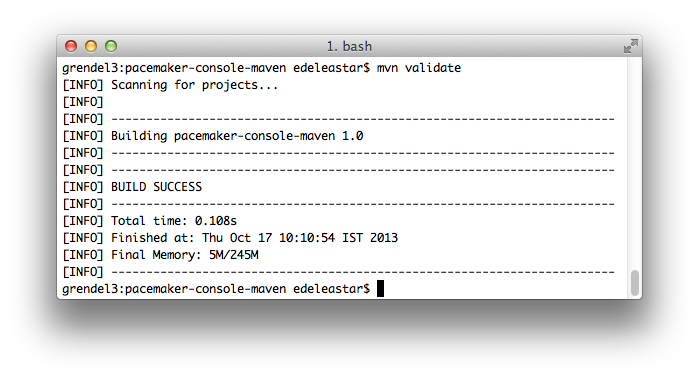 1. bash
grendel3:pacemaker-console-maven edeleastar$ mvn validate
[INFO] Scanning for projects...
[INFO]
[INFO] ------------------------------------------------------------------------
[INFO] Building pacemaker-console-maven 1.0
[INFO] ------------------------------------------------------------------------
[INFO] ------------------------------------------------------------------------
[INFO] BUILD SUCCESS
[INFO] ------------------------------------------------------------------------
[INFO] Total time: 0.108s
[INFO] Finished at: Thu Oct 17 10:10:54 IST 2013
[INFO] Final Memory: 5M/245M
[INFO] ------------------------------------------------------------------------
grendel3:pacemaker-console-maven edeleastar$